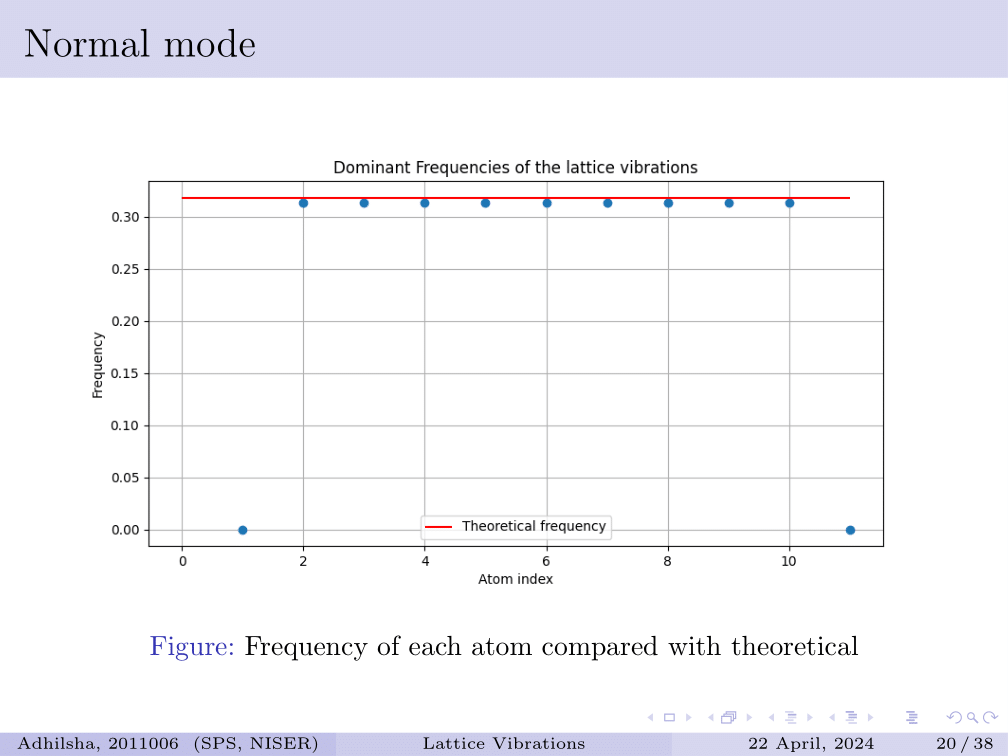 Normal mode
Dominant Frequencies of the lattice vibrations
0.30
0.25
0.20
0.15
0.10
0.05
0.00
Frequency
Theoretical frequency
0 2 4 6 8 10
Atom index
Figure: Frequency of each atom compared with theoretical
Adhilsha, 2011006 (SPS, NISER) Lattice Vibrations 22 April, 2024 20 / 38